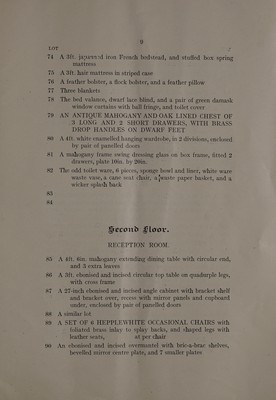 9
LOT
74 A 3ft. japanned iron French bedstead, and stuffed box spring
mattress
75 A 3ft. hair mattress in striped case
76 A feather bolster, a flock bolster, and a feather pillow
77 Three blankets
78 The bed valance, dwarf lace blind, and a pair of green damask
window curtains with ball fringe, and toilet cover
79 AN ANTIQUE MAHOGANY AND OAK LINED CHEST OF
3 LONG AND 2 SHORT DRAWERS, WITH BRASS
DROP HANDLES ON DWARF FEET
80 A 4ft. white enamelled hanging wardrobe, in 2 divisions, enclosed
by pair of panelled doors
81 A mahogany frame swing dressing glass on box frame, fitted 2
drawers, plate 16in. by 20in.
82 The odd toilet ware, 6 pieces, sponge bowl and liner, white ware
waste vase, a cane seat chair, a waste paper basket, and a
wicker splash back
83
84
Second Floor.
RECEPTION ROOM.
85 A 4ft. 6in. mahogany extending dining table with circular end,
and 3 extra leaves
86 A 3ft. ebonised and incised circular top table on quadruple legs,
with cross frame
87 A 27-inch ebonised and incised angle cabinet with bracket shelf
and bracket over, recess with mirror panels and cupboard
under, enclosed by pair of panelled doors
88 A similar lot
89 A SET OF 6 HEPPLEWHITE OCCASIONAL CHAIRS with
foliated brass inlay to splay backs, and shaped legs with
leather seats, at per chair
90 An ebonised and incised overmantel with bric-a-brac shelves,
bevelled mirror centre plate, and 7 smaller plates